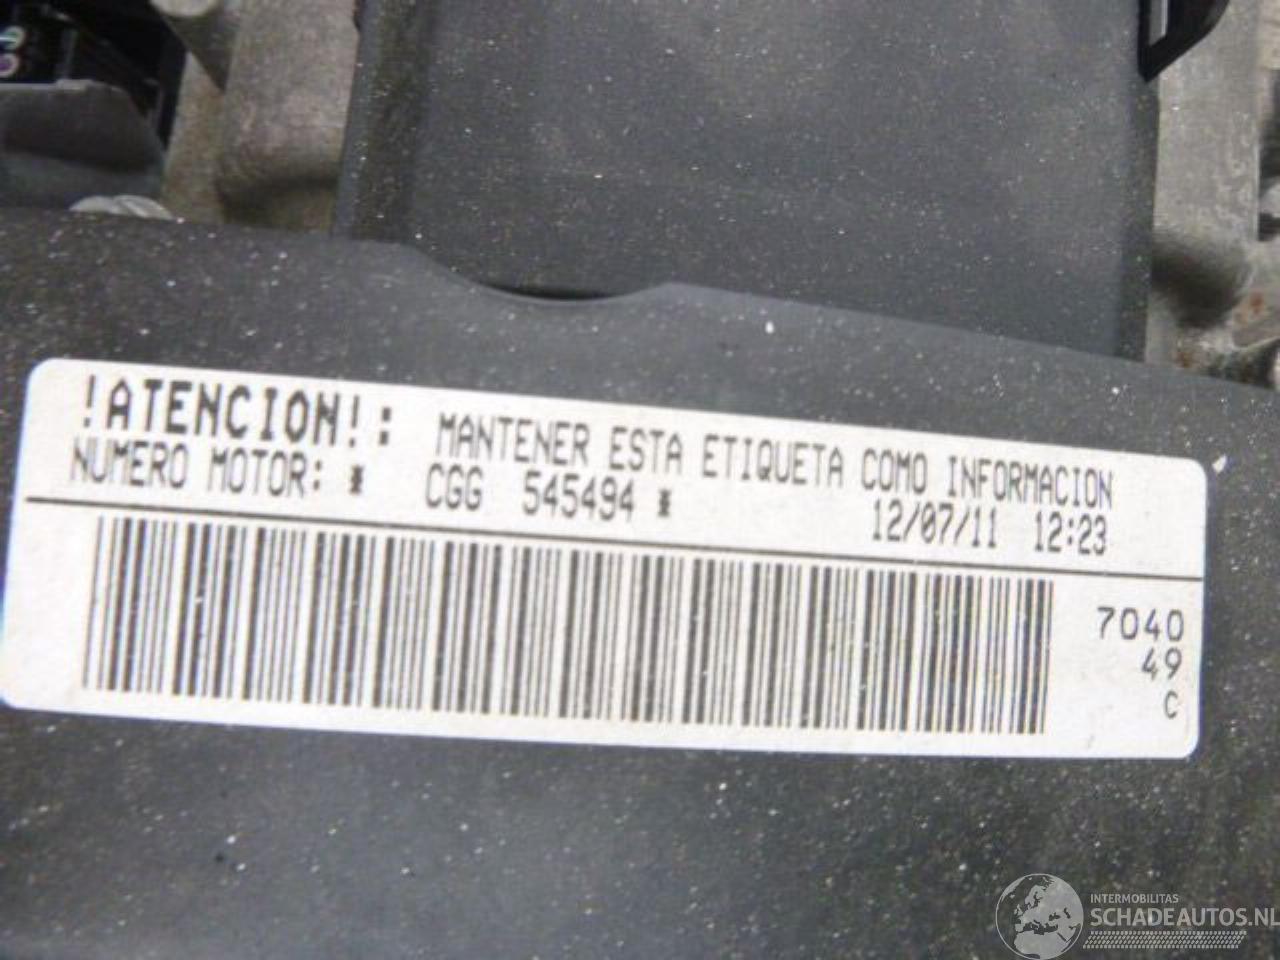 !ATENCION!: MANTENER ESTA ETIQUETA COMO INFORMACION
NUMERO MOTOR: * CGG 545494 * 12/07/11 12:23
7040
49
C
INTERMOBILITAS
SCHADEAUTOS.NL